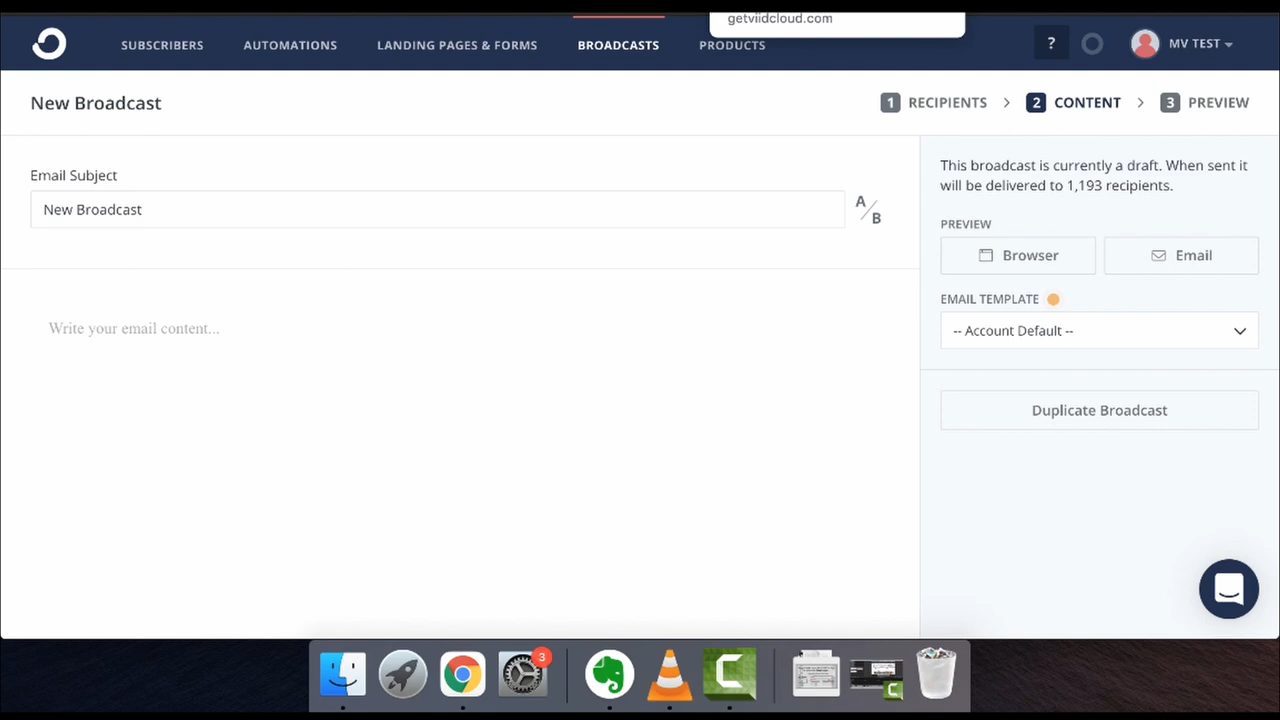 getviidcloud.com
SUBSCRIBERS AUTOMATIONS LANDING PAGES & FORMS BROADCASTS PRODUCTS ? MV TEST
New Broadcast 1 RECIPIENTS > 2 CONTENT > 3 PREVIEW
Email Subject
New Broadcast
A/B
Write your email content...
This broadcast is currently a draft. When sent it
will be delivered to 1,193 recipients.
PREVIEW
Browser Email
EMAIL TEMPLATE
-- Account Default --
Duplicate Broadcast
3